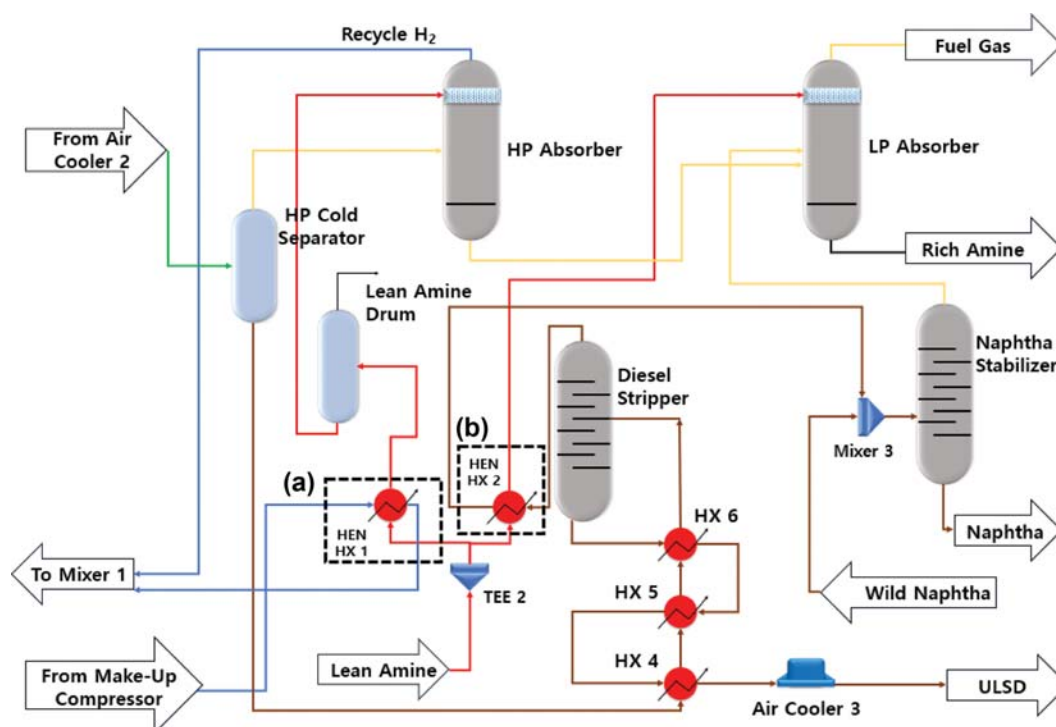 Recycle H₂
Fuel Gas
From Air
Cooler 2
HP Absorber
LP Absorber
HP Cold
Separator
Rich Amine
Lean Amine
Drum
Naphtha
Stabilizer
Diesel
Stripper
(b)
HEN
HX 2
Mixer 3
(a)
HEN
HX 1
HX 6
Naphtha
To Mixer 1
TEE 2
HX 5
Wild Naphtha
HX 4
Lean Amine
From Make-Up
Compressor
Air Cooler 3
ULSD